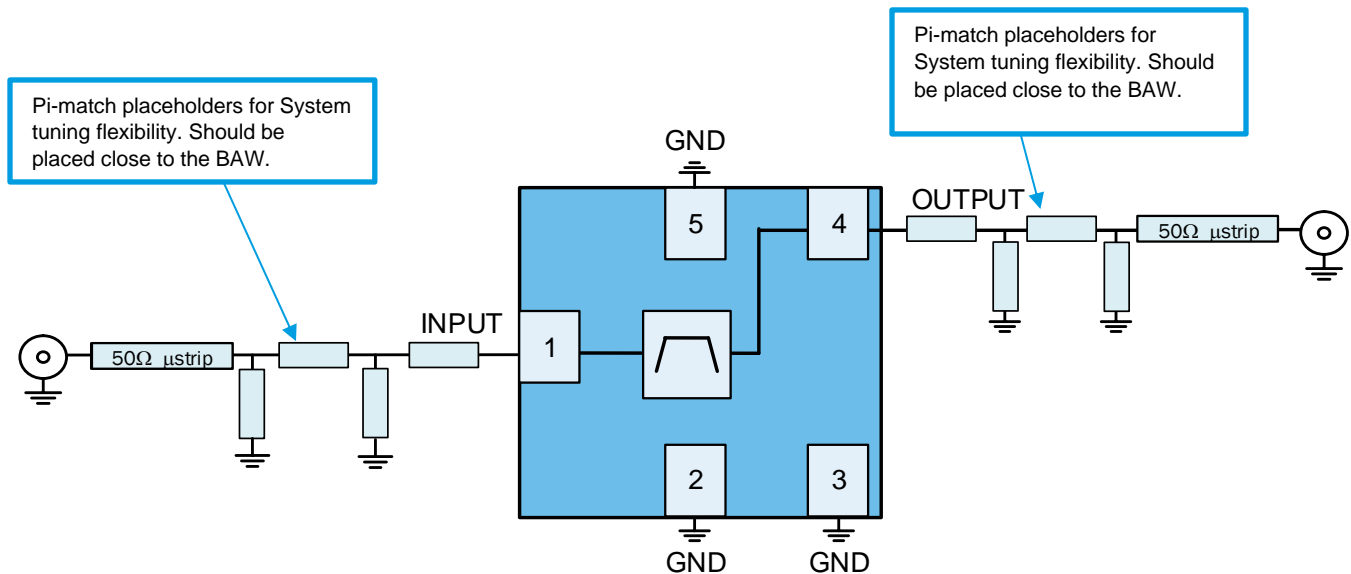 Pi-match placeholders for System
tuning flexibility. Should be
placed close to the BAW.
Pi-match placeholders for
System tuning flexibility. Should
be placed close to the BAW.
GND
5
4
OUTPUT
50Ω μstrip
INPUT
1
50Ω μstrip
2
3
GND
GND